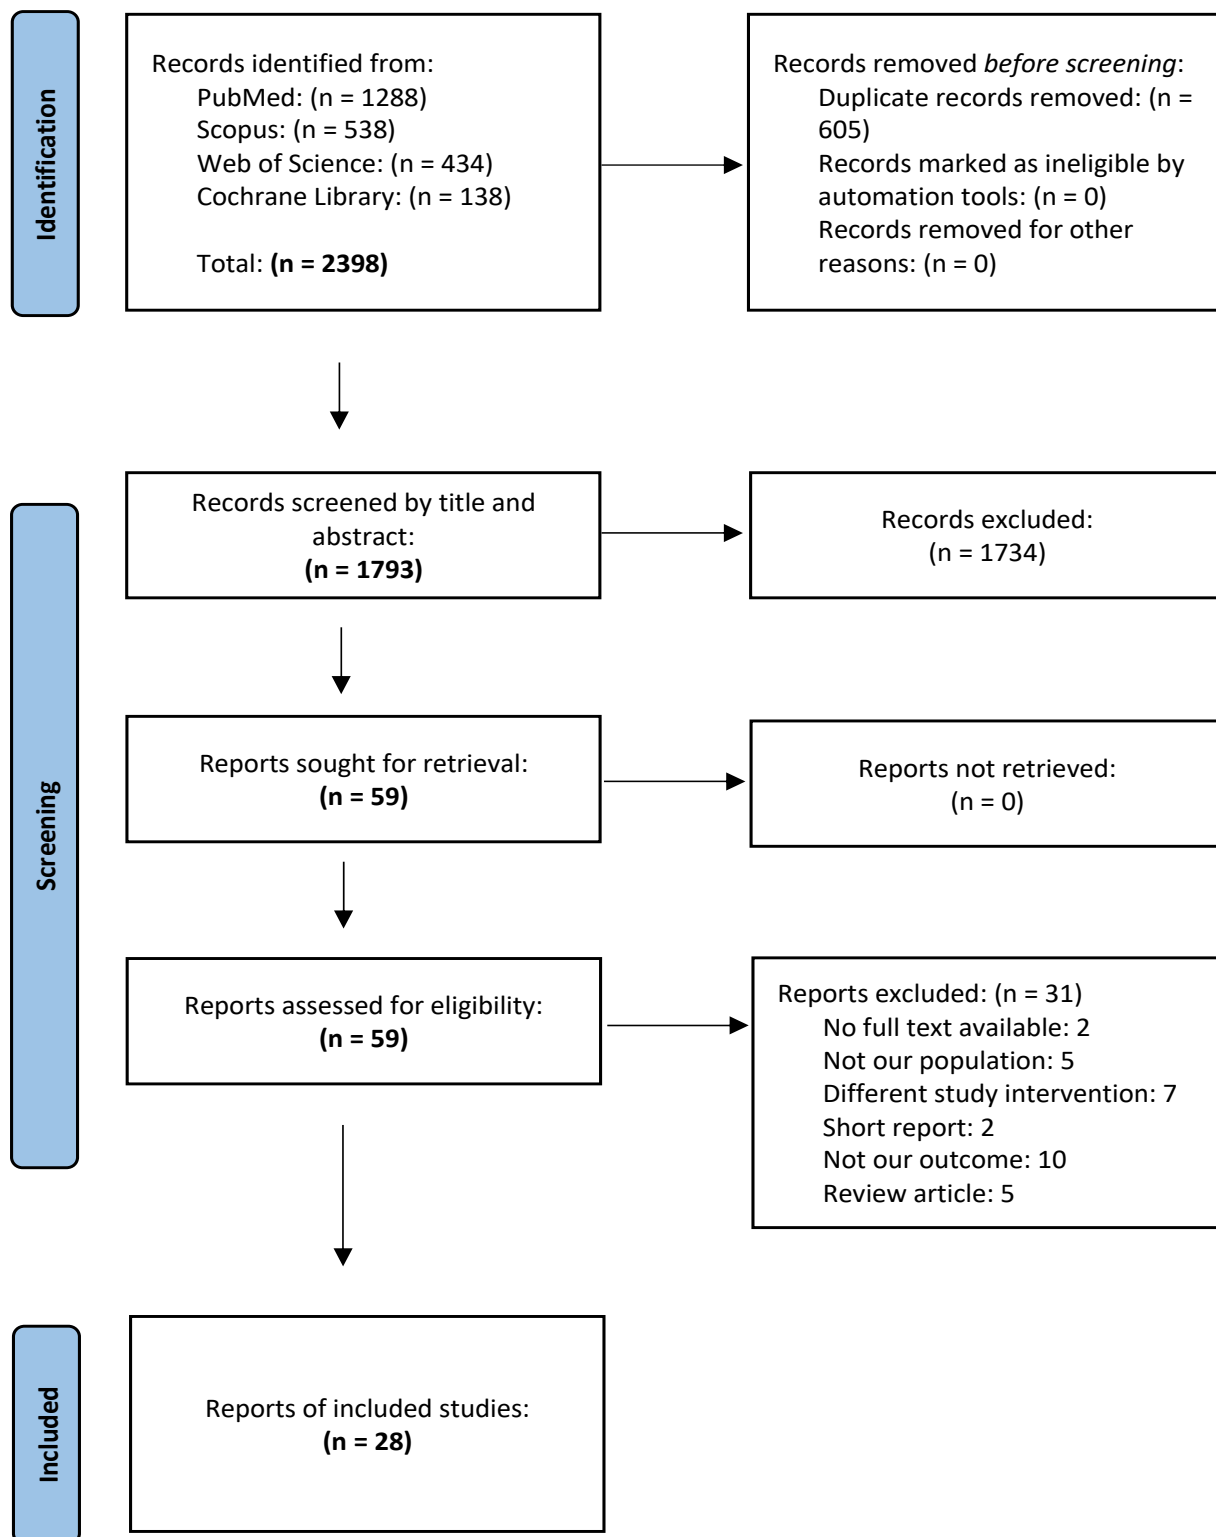 Identification
Records identified from:
PubMed: (n = 1288)
Scopus: (n = 538)
Web of Science: (n = 434)
Cochrane Library: (n = 138)
Total: (n = 2398)
Records removed before screening:
Duplicate records removed: (n =
605)
Records marked as ineligible by
automation tools: (n = 0)
Records removed for other
reasons: (n = 0)
Screening
Records screened by title and
abstract:
(n = 1793)
Records excluded:
(n = 1734)
Reports sought for retrieval:
(n = 59)
Reports not retrieved:
(n = 0)
Reports assessed for eligibility:
(n = 59)
Reports excluded: (n = 31)
No full text available: 2
Not our population: 5
Different study intervention: 7
Short report: 2
Not our outcome: 10
Review article: 5
Included
Reports of included studies:
(n = 28)